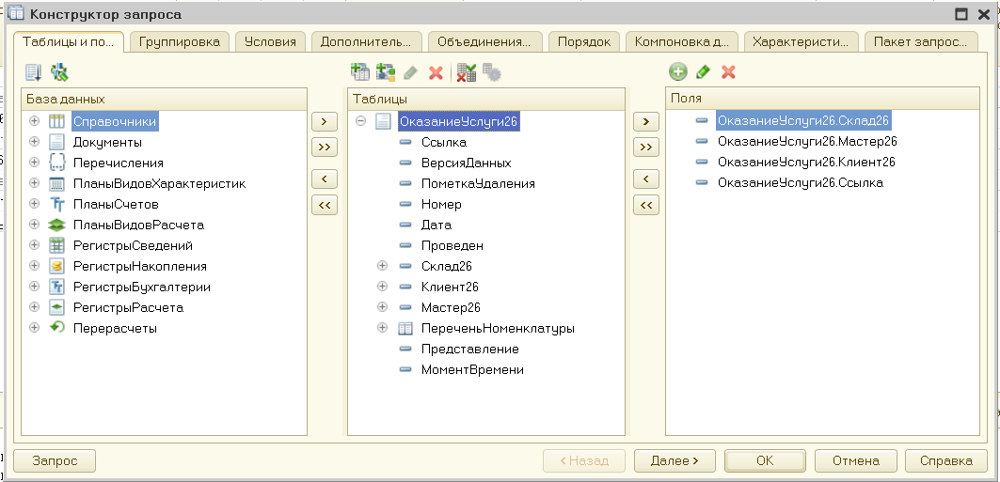 Конструктор запроса
Таблицы и по...
Группировка
Условия
Дополнитель...
Объединения...
Порядок
Компоновка д...
Характеристи...
Пакет запрос...
База данных
Справочники
Документы
Перечисления
ПланыВидовХарактеристик
ПланыСчетов
ПланыВидовРасчета
РегистрыСведений
РегистрыНакопления
РегистрыБухгалтерии
РегистрыРасчета
Перерасчеты
>
>>
<
<<
Таблицы
ОказаниеУслуги26
Ссылка
ВерсияДанных
ПометкаУдаления
Номер
Дата
Проведен
Склад26
Клиент26
Мастер26
ПереченьНоменклатуры
Представление
МоментВремени
>
>>
<
<<
Поля
ОказаниеУслуги26.Склад26
ОказаниеУслуги26.Мастер26
ОказаниеУслуги26.Клиент26
ОказаниеУслуги26.Ссылка
Запрос
< Назад
Далее >
OK
Отмена
Справка